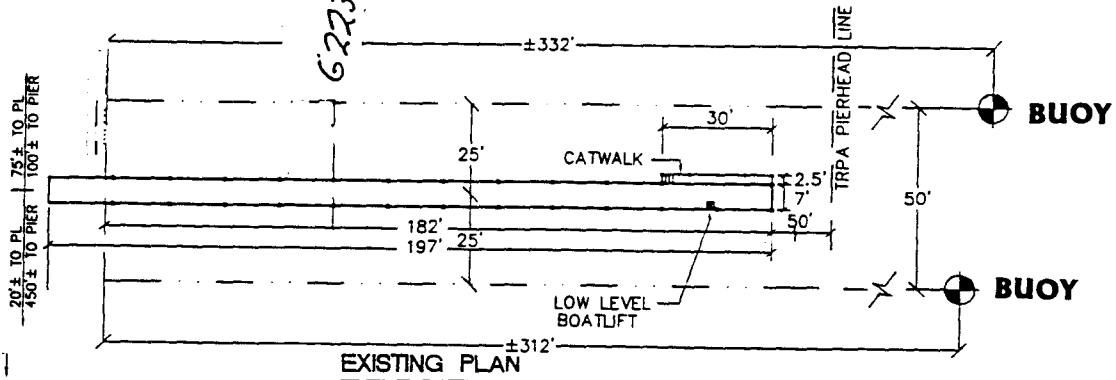 6223
±332'
TRPA PIERHEAD LINE
BUOY
30'
75'± TO PL
100'± TO PIER
25'
CATWALK
2.5'
7'
50'
50'
182'
197'
25'
20'± TO PL
450'± TO PIER
LOW LEVEL
BOATLIFT
BUOY
±312'
EXISTING PLAN